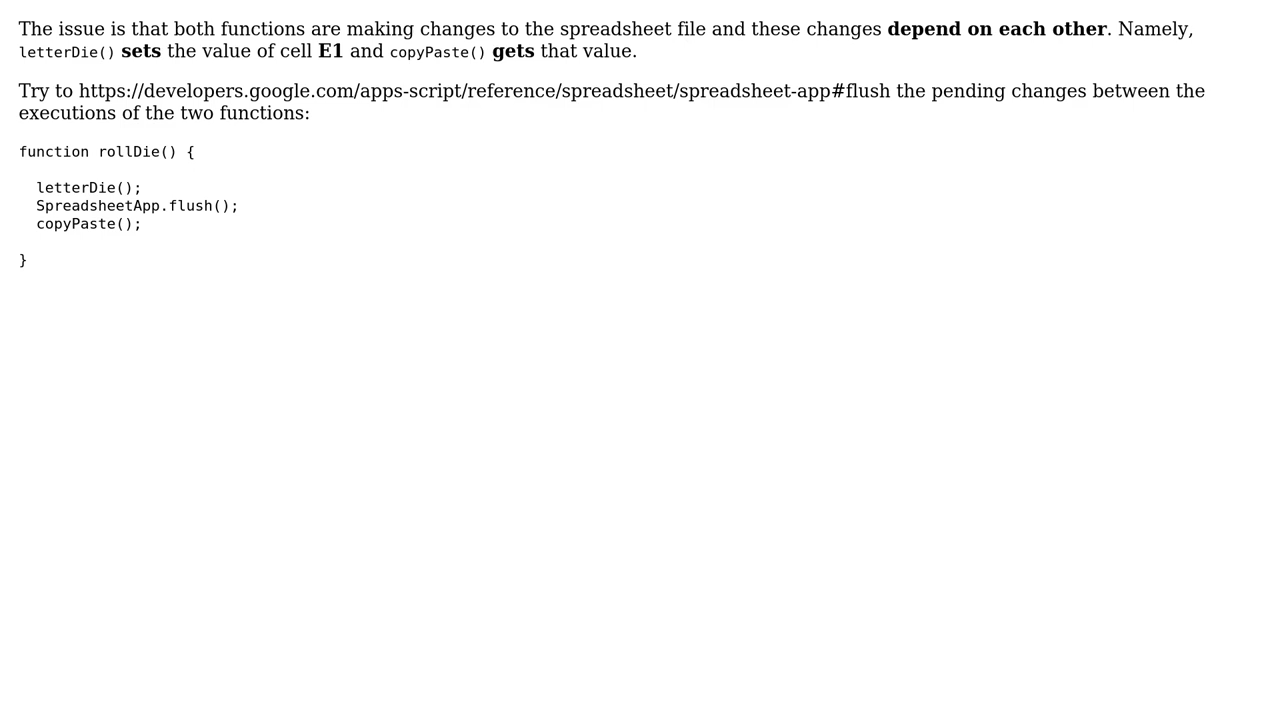 The issue is that both functions are making changes to the spreadsheet file and these changes depend on each other. Namely,
letterDie() sets the value of cell E1 and copyPaste() gets that value.
Try to https://developers.google.com/apps-script/reference/spreadsheet/spreadsheet-app#flush the pending changes between the
executions of the two functions:
function rollDie() {
  letterDie();
  SpreadsheetApp.flush();
  copyPaste();
}